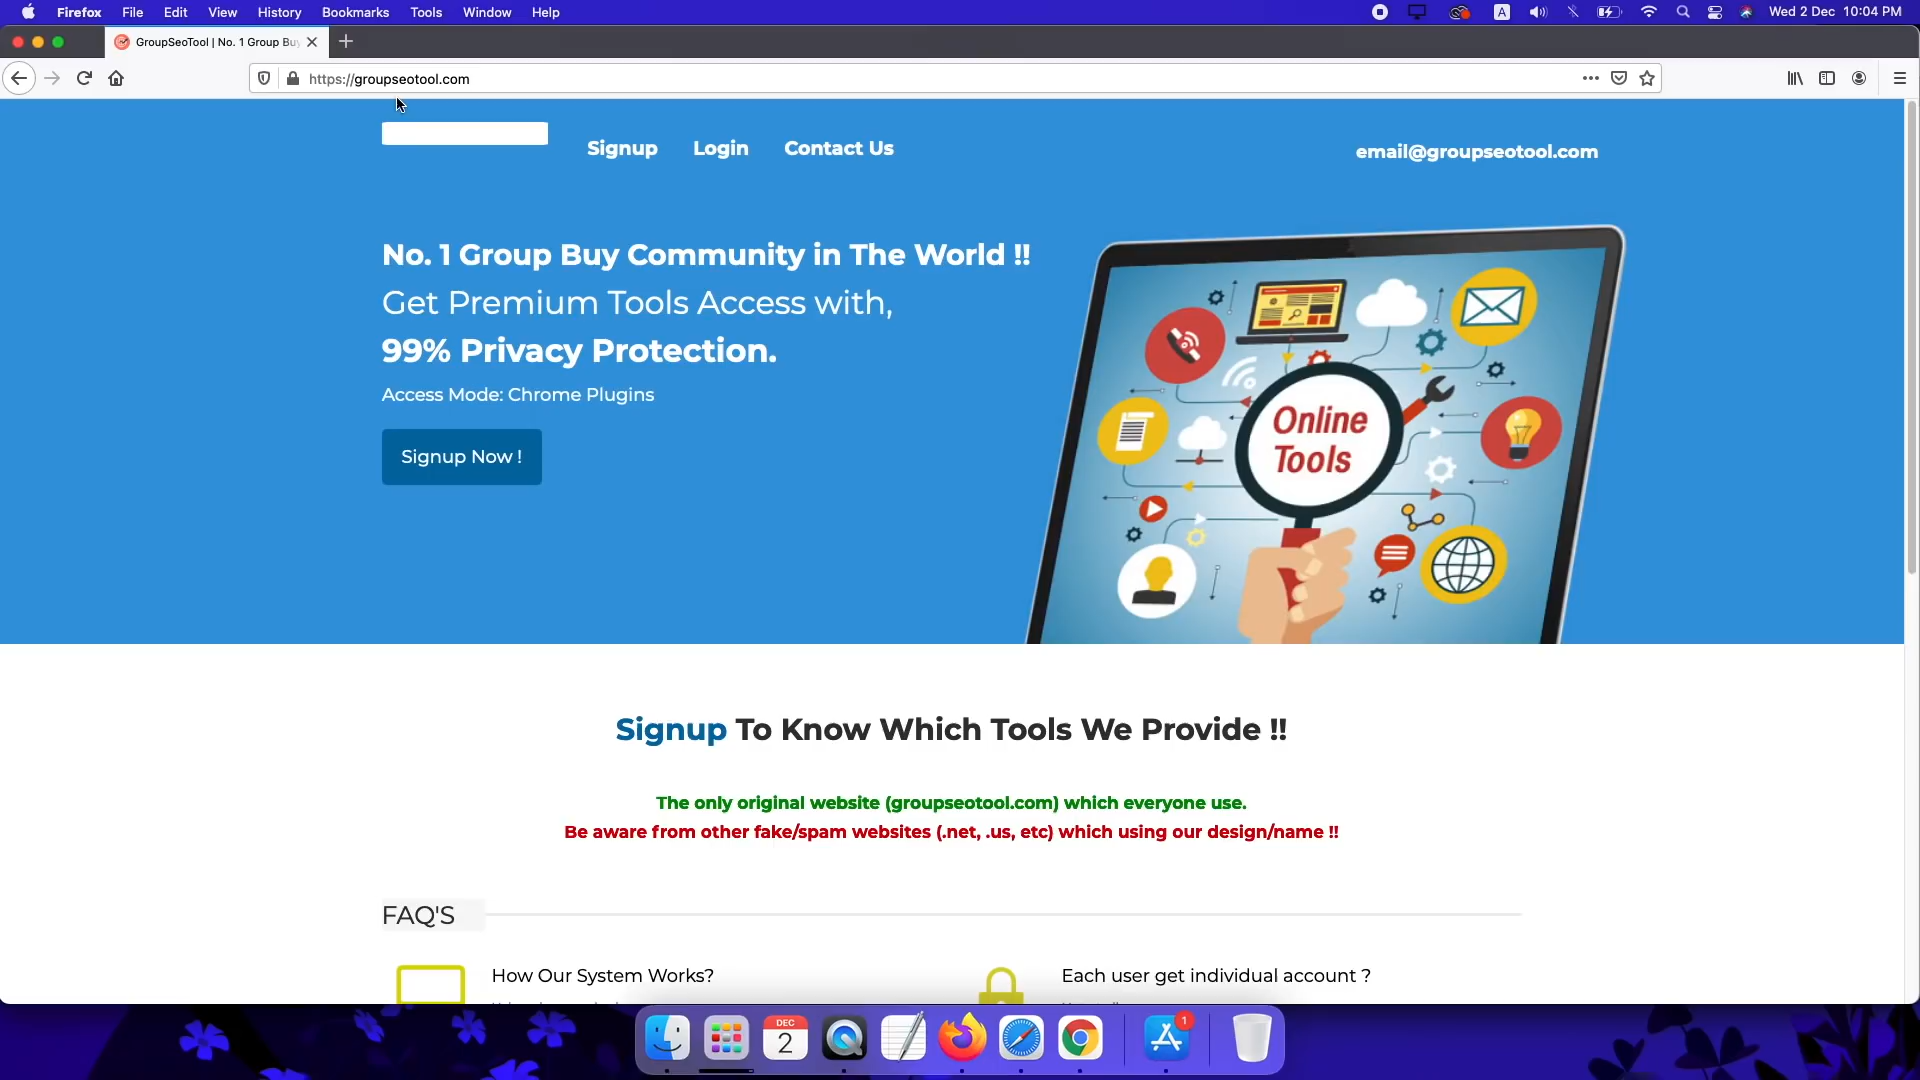 Firefox File Edit View History Bookmarks Tools Window Help
A
Wed 2 Dec 10:04 PM
GroupSeoTool | No. 1 Group Bu
https://groupseotool.com
Signup Login Contact Us
email@groupseotool.com
No. 1 Group Buy Community in The World !!
Get Premium Tools Access with,
99% Privacy Protection.
Access Mode: Chrome Plugins
Signup Now !
Online
Tools
Signup To Know Which Tools We Provide !!
The only original website (groupseotool.com) which everyone use.
Be aware from other fake/spam websites (.net, .us, etc) which using our design/name !!
FAQ'S
How Our System Works?
Each user get individual account ?
DEC
2
1